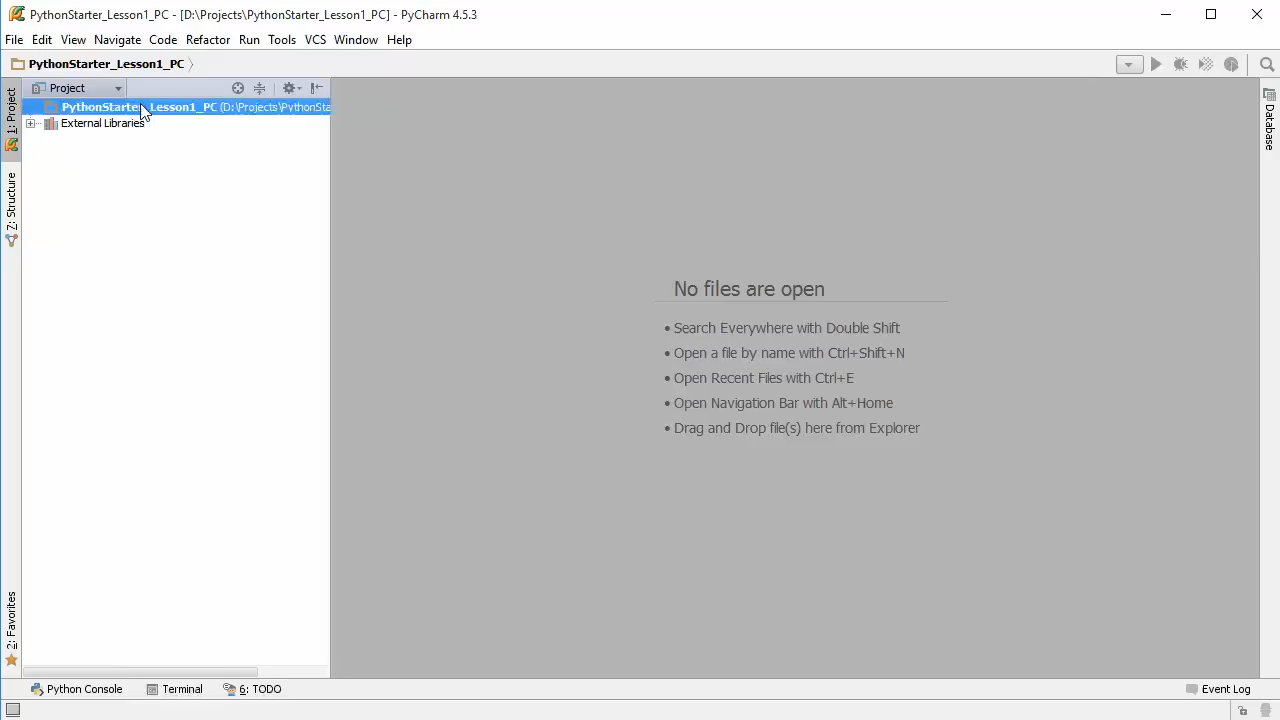 PythonStarter_Lesson1_PC - [D:\Projects\PythonStarter_Lesson1_PC] - PyCharm 4.5.3
File Edit View Navigate Code Refactor Run Tools VCS Window Help
PythonStarter_Lesson1_PC
Project
PythonStarter_Lesson1_PC (D:\Projects\PythonSta
External Libraries
1: Project
Z: Structure
2: Favorites
Database
No files are open
• Search Everywhere with Double Shift
• Open a file by name with Ctrl+Shift+N
• Open Recent Files with Ctrl+E
• Open Navigation Bar with Alt+Home
• Drag and Drop file(s) here from Explorer
Python Console Terminal 6: TODO Event Log